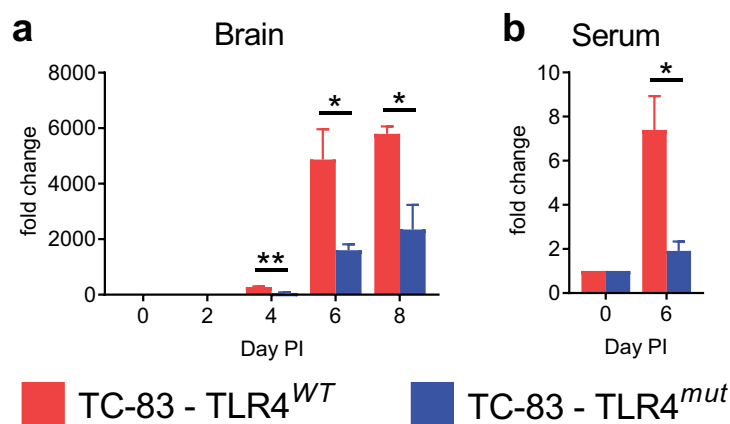 a Brain
8000
6000
4000
2000
0
fold change
**
*
*
0 2 4 6 8
Day PI
b Serum
10
8
6
4
2
0
fold change
*
0 6
Day PI
TC-83 - TLR4WT TC-83 - TLR4mut